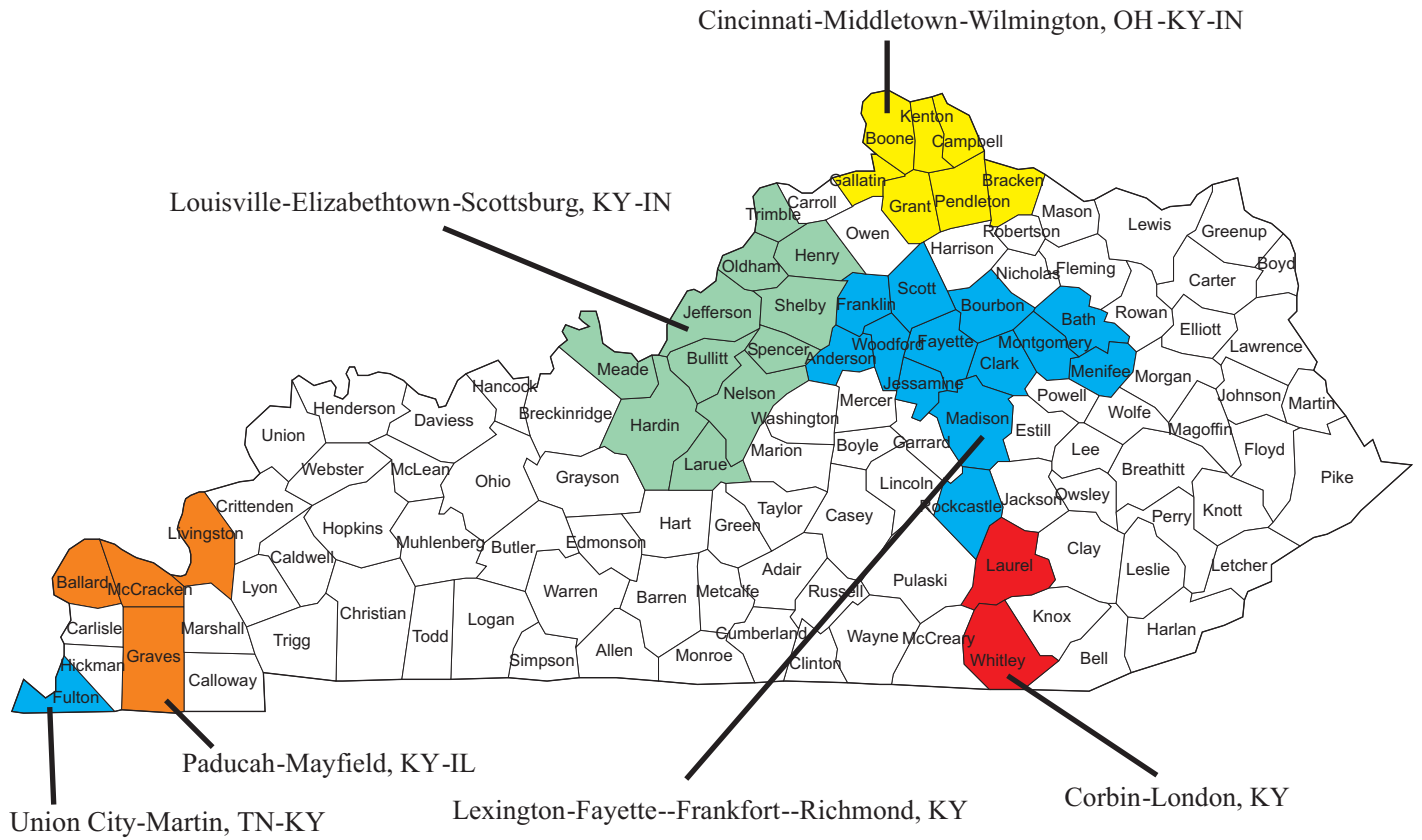 Cincinnati-Middletown-Wilmington, OH-KY-IN
Kenton
Boone
Campbell
Louisville-Elizabethtown-Scottsburg, KY-IN
Gallatin
Bracken
Carroll
Grant
Pendleton
Trimble
Mason
Lewis
Owen
Robertson
Greenup
Harrison
Henry
Oldham
Nicholas
Fleming
Boyd
Carter
Scott
Franklin
Shelby
Bourbon
Jefferson
Bath
Rowan
Elliott
Woodford
Fayette
Montgomery
Spencer
Anderson
Lawrence
Bullitt
Clark
Meade
Menifee
Morgan
Jessamine
Hancock
Nelson
Johnson
Powell
Mercer
Martin
Henderson
Breckinridge
Daviess
Washington
Madison
Wolfe
Hardin
Magoffin
Union
Estill
Boyle
Garrard
Marion
Lee
Floyd
Larue
Webster
McLean
Breathitt
Grayson
Pike
Ohio
Lincoln
Owsley
Jackson
Crittenden
Rockcastle
Taylor
Knott
Casey
Perry
Hart
Green
Hopkins
Livingston
Muhlenberg
Butler
Edmonson
Clay
Caldwell
Laurel
Letcher
Adair
Leslie
Ballard
McCracken
Lyon
Pulaski
Warren
Metcalfe
Russell
Barren
Christian
Knox
Logan
Carlisle
Marshall
Harlan
Cumberland
Trigg
Todd
Wayne
McCreary
Allen
Graves
Monroe
Simpson
Clinton
Whitley
Bell
Hickman
Calloway
Fulton
Paducah-Mayfield, KY-IL
Corbin-London, KY
Lexington-Fayette--Frankfort--Richmond, KY
Union City-Martin, TN-KY